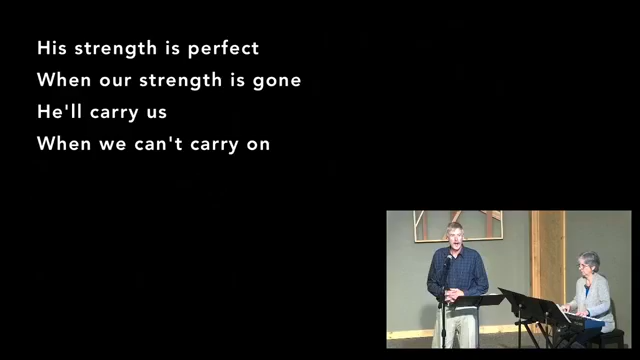 His strength is perfect
When our strength is gone
He'll carry us
When we can't carry on